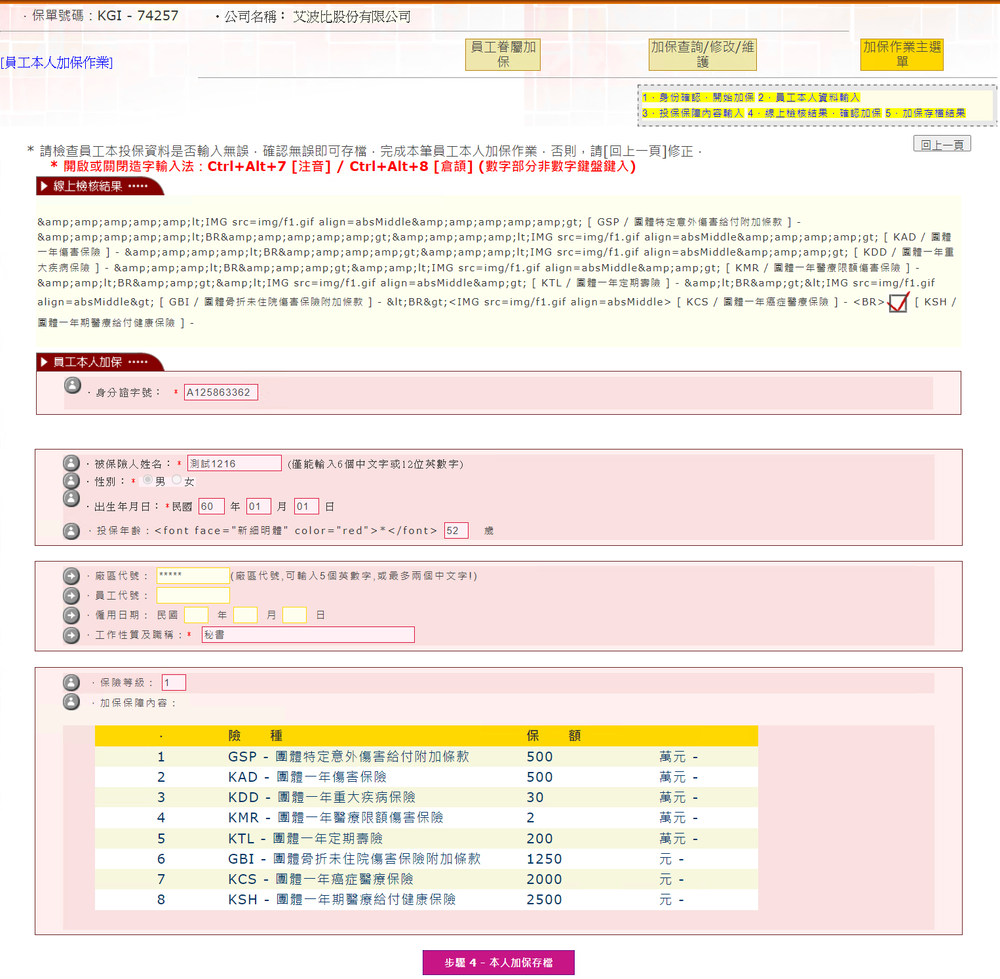 ．保單號碼：KGI - 74257
・公司名稱： 艾波比股份有限公司
[員工本人加保作業]
員工眷屬加保
加保查詢/修改/維護
加保作業主選單
1．身份確認．開始加保 2．員工本人資料輸入
3．投保保障內容輸入 4．線上檢核結果．確認加保 5．加保存檔結果
回上一頁
* 請檢查員工本投保資料是否輸入無誤．確認無誤即可存檔．完成本筆員工本人加保作業．否則，請[回上一頁]修正．
* 開啟或關閉造字輸入法：Ctrl+Alt+7 [注音] / Ctrl+Alt+8 [倉頡] (數字部分非數字鍵盤鍵入)
線上檢核結果 •••••
&amp;amp;amp;amp;amp;lt;IMG src=img/f1.gif align=absMiddle&amp;amp;amp;amp;amp;gt; [ GSP / 團體特定意外傷害給付附加條款 ] -
&amp;amp;amp;amp;amp;lt;BR&amp;amp;amp;amp;amp;gt;&amp;amp;amp;amp;lt;IMG src=img/f1.gif align=absMiddle&amp;amp;amp;amp;gt; [ KAD / 團體
一年傷害保險 ] - &amp;amp;amp;amp;lt;BR&amp;amp;amp;amp;gt;&amp;amp;amp;lt;IMG src=img/f1.gif align=absMiddle&amp;amp;amp;gt; [ KDD / 團體一年重
大疾病保險 ] - &amp;amp;amp;lt;BR&amp;amp;amp;gt;&amp;amp;lt;IMG src=img/f1.gif align=absMiddle&amp;amp;gt; [ KMR / 團體一年醫療限額傷害保險 ] -
&amp;amp;lt;BR&amp;amp;gt;&amp;lt;IMG src=img/f1.gif align=absMiddle&amp;gt; [ KTL / 團體一年定期壽險 ] - &amp;lt;BR&amp;gt;&lt;IMG src=img/f1.gif
align=absMiddle&gt; [ GBI / 團體骨折未住院傷害保險附加條款 ] - &lt;BR&gt;<IMG src=img/f1.gif align=absMiddle> [ KCS / 團體一年癌症醫療保險 ] - <BR> [ KSH /
團體一年期醫療給付健康保險 ] -
員工本人加保 •••••
．身分證字號： * A125863362
．被保險人姓名：* 測試1216 (僅能輸入6個中文字或12位英數字)
．性別：* 男 女
．出生年月日：*民國 60 年 01 月 01 日
．投保年齡：<font face="新細明體" color="red">*</font> 52 歲
．廠區代號： *****(廠區代號,可輸入5個英數字,或最多兩個中文字!)
．員工代號：
．僱用日期： 民國 年 月 日
．工作性質及職稱：* 秘書
．保險等級： 1
．加保保障內容：
． 險 種 保 額
1 GSP - 團體特定意外傷害給付附加條款 500 萬元 -
2 KAD - 團體一年傷害保險 500 萬元 -
3 KDD - 團體一年重大疾病保險 30 萬元 -
4 KMR - 團體一年醫療限額傷害保險 2 萬元 -
5 KTL - 團體一年定期壽險 200 萬元 -
6 GBI - 團體骨折未住院傷害保險附加條款 1250 元 -
7 KCS - 團體一年癌症醫療保險 2000 元 -
8 KSH - 團體一年期醫療給付健康保險 2500 元 -
步驟 4 - 本人加保存檔